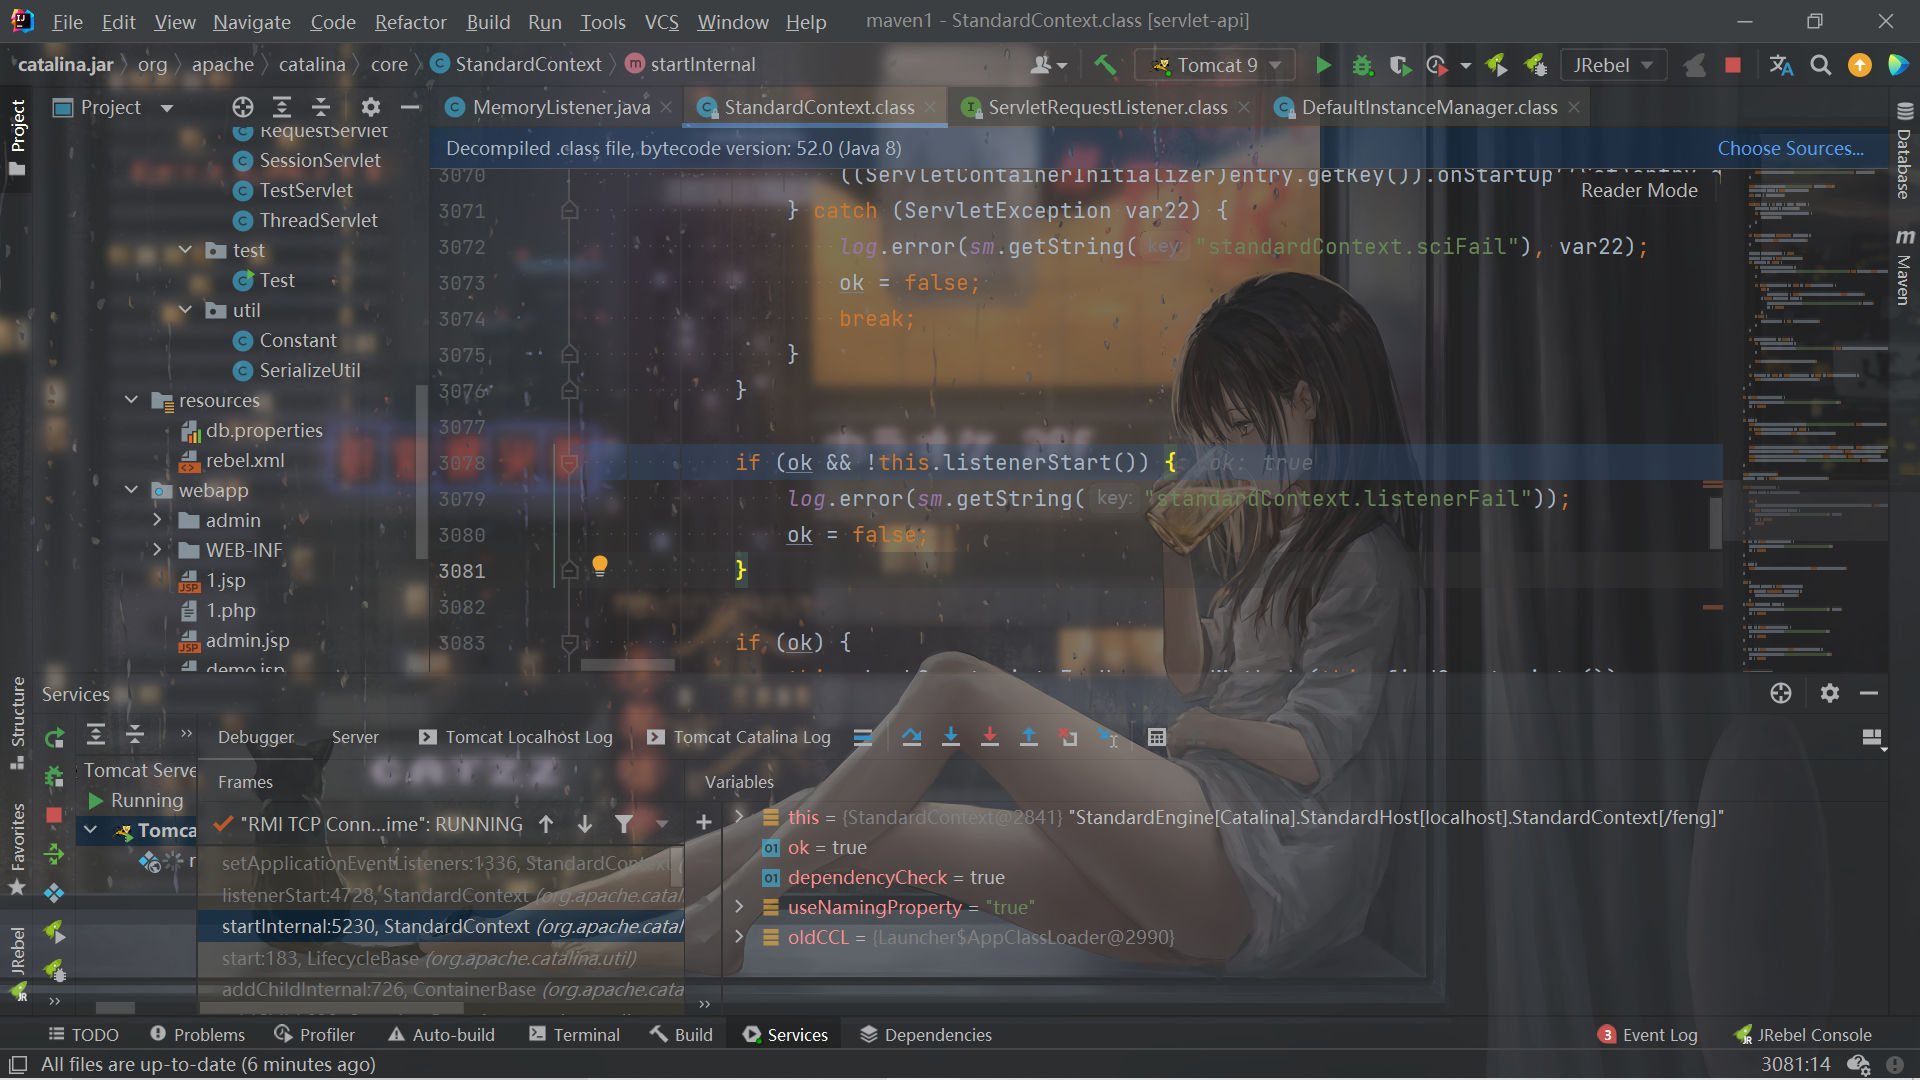 File Edit View Navigate Code Refactor Build Run Tools VCS Window Help maven1 - StandardContext.class [servlet-api]
catalina.jar org apache catalina core StandardContext startInternal Tomcat 9 JRebel
Project
Project
MemoryListener.java StandardContext.class ServletRequestListener.class DefaultInstanceManager.class
RequestServlet
SessionServlet
TestServlet
ThreadServlet
test
Test
util
Constant
SerializeUtil
resources
db.properties
rebel.xml
webapp
admin
WEB-INF
1.jsp
1.php
admin.jsp
demo.jsp
Decompiled .class file, bytecode version: 52.0 (Java 8) Choose Sources...
Reader Mode
3070 ((ServletContainerInitializer)entry.getKey()).onStartup
3071 } catch (ServletException var22) {
3072 log.error(sm.getString( key: "standardContext.sciFail"), var22);
3073 ok = false;
3074 break;
3075 }
3076 }
3077
3078 if (ok && !this.listenerStart()) { ok: true
3079 log.error(sm.getString( key: "standardContext.listenerFail"));
3080 ok = false;
3081 }
3082
3083 if (ok) {
Database
Maven
Structure
Favorites
JRebel
Services
Debugger Server Tomcat Localhost Log Tomcat Catalina Log
Tomcat Serve
Running
Tomca
Frames
"RMI TCP Conn...ime": RUNNING
setApplicationEventListeners:1336, StandardContext
listenerStart:4728, StandardContext (org.apache.catal
startInternal:5230, StandardContext (org.apache.catal
start:183, LifecycleBase (org.apache.catalina.util)
addChildInternal:726, ContainerBase (org.apache.cata
Variables
this = {StandardContext@2841} "StandardEngine[Catalina].StandardHost[localhost].StandardContext[/feng]"
ok = true
dependencyCheck = true
useNamingProperty = "true"
oldCCL = {Launcher$AppClassLoader@2990}
TODO Problems Profiler Auto-build Terminal Build Services Dependencies 3 Event Log JRebel Console
All files are up-to-date (6 minutes ago) 3081:14